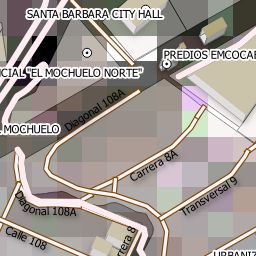 SANTA BARBARA CITY HALL
PREDIOS EMCOCAB
CIAL "EL MOCHUELO NORTE"
Diagonal 108A
MOCHUELO
Carrera 8A
Transversal 9
Diagonal 108A
Carrera 8
Calle 108
URBANIZ